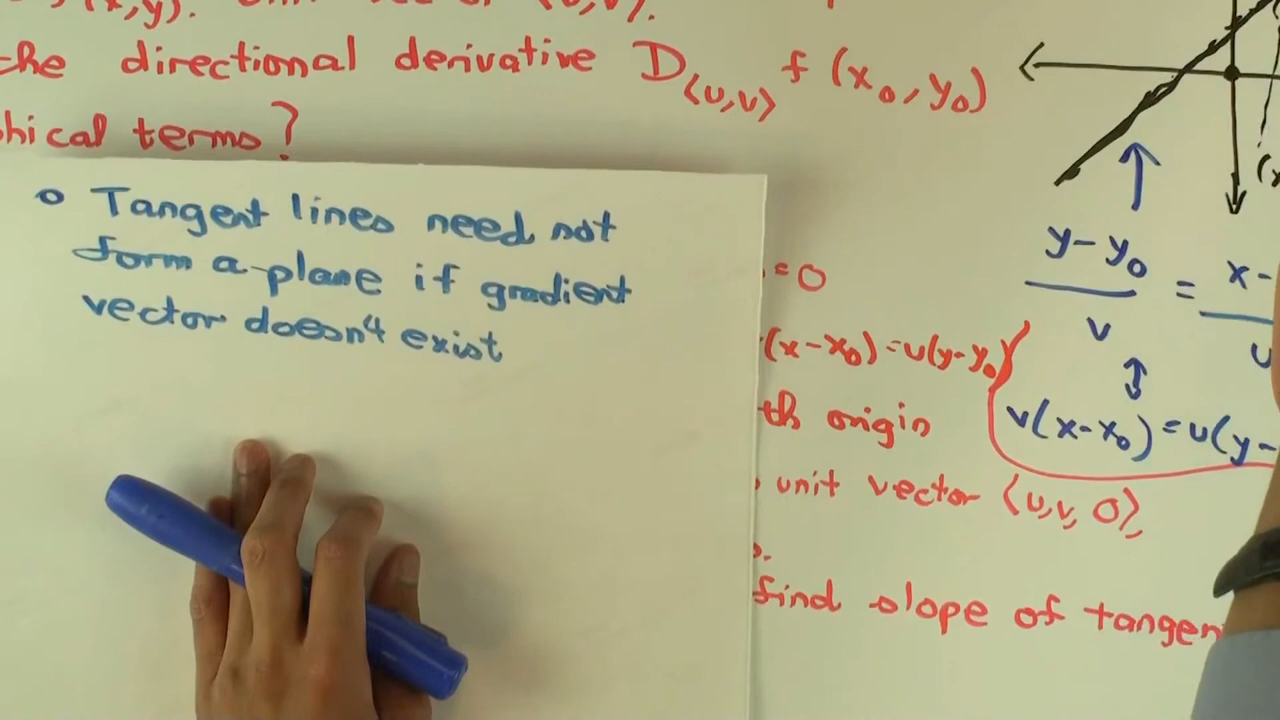 the directional derivative D⟨u,v⟩ f (x₀, y₀)
hical terms?
o Tangent lines need not
form a plane if gradient
vector doesn't exist
=0
(x-x₀)=u(y-y₀)
th origin
unit vector ⟨u,v,0⟩,
find slope of tangen
y-y₀ = x-
v u
v(x-x₀)=u(y-